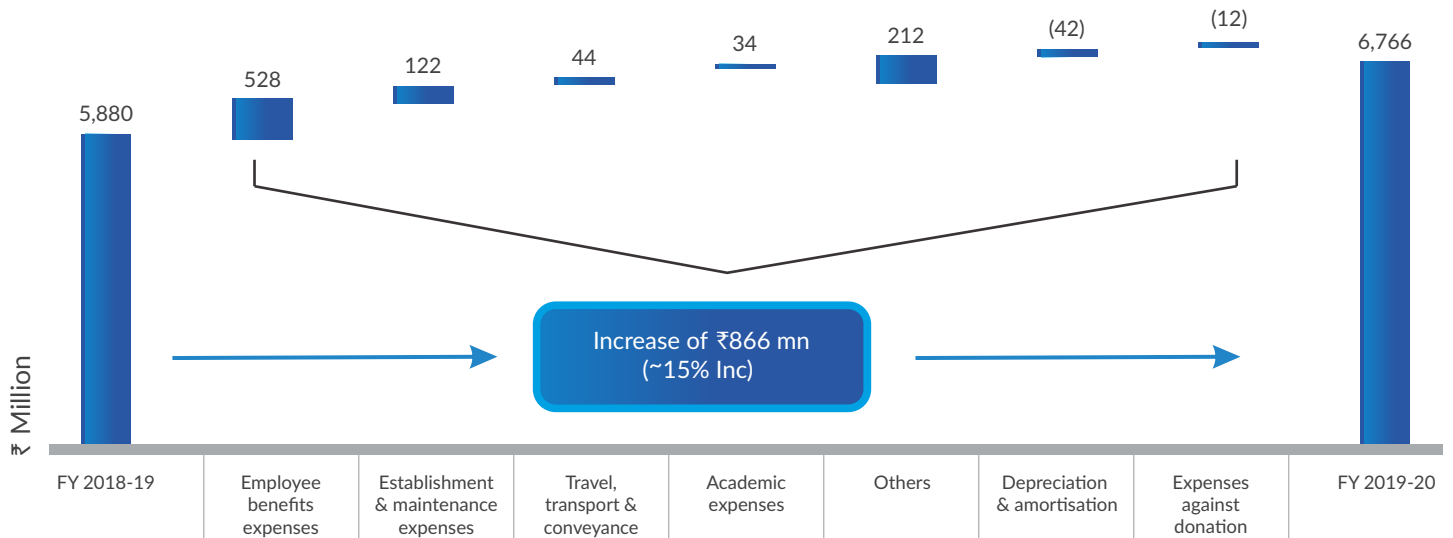 5,880
528
122
44
34
212
(42)
(12)
6,766
Increase of ₹866 mn
(~15% Inc)
₹ Million
FY 2018-19
Employee
benefits
expenses
Establishment
& maintenance
expenses
Travel,
transport &
conveyance
Academic
expenses
Others
Depreciation
& amortisation
Expenses
against
donation
FY 2019-20